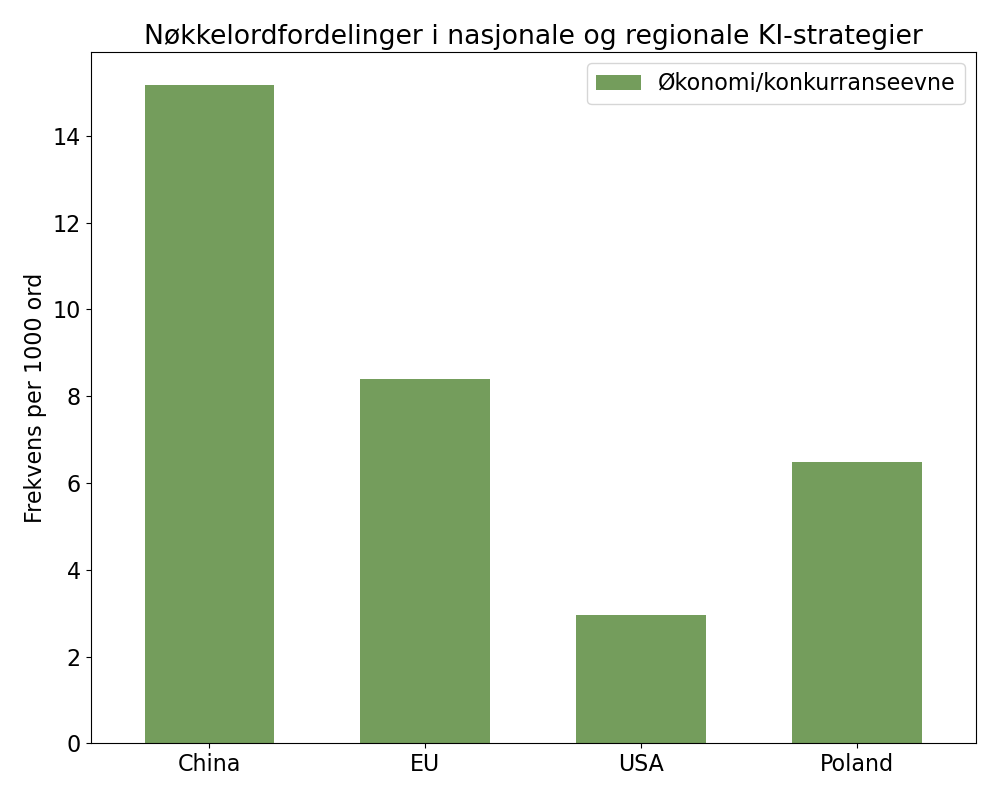 Nøkkelordfordelinger i nasjonale og regionale KI-strategier
Økonomi/konkurranseevne
Frekvens per 1000 ord
14
12
10
8
6
4
2
0
China
EU
USA
Poland